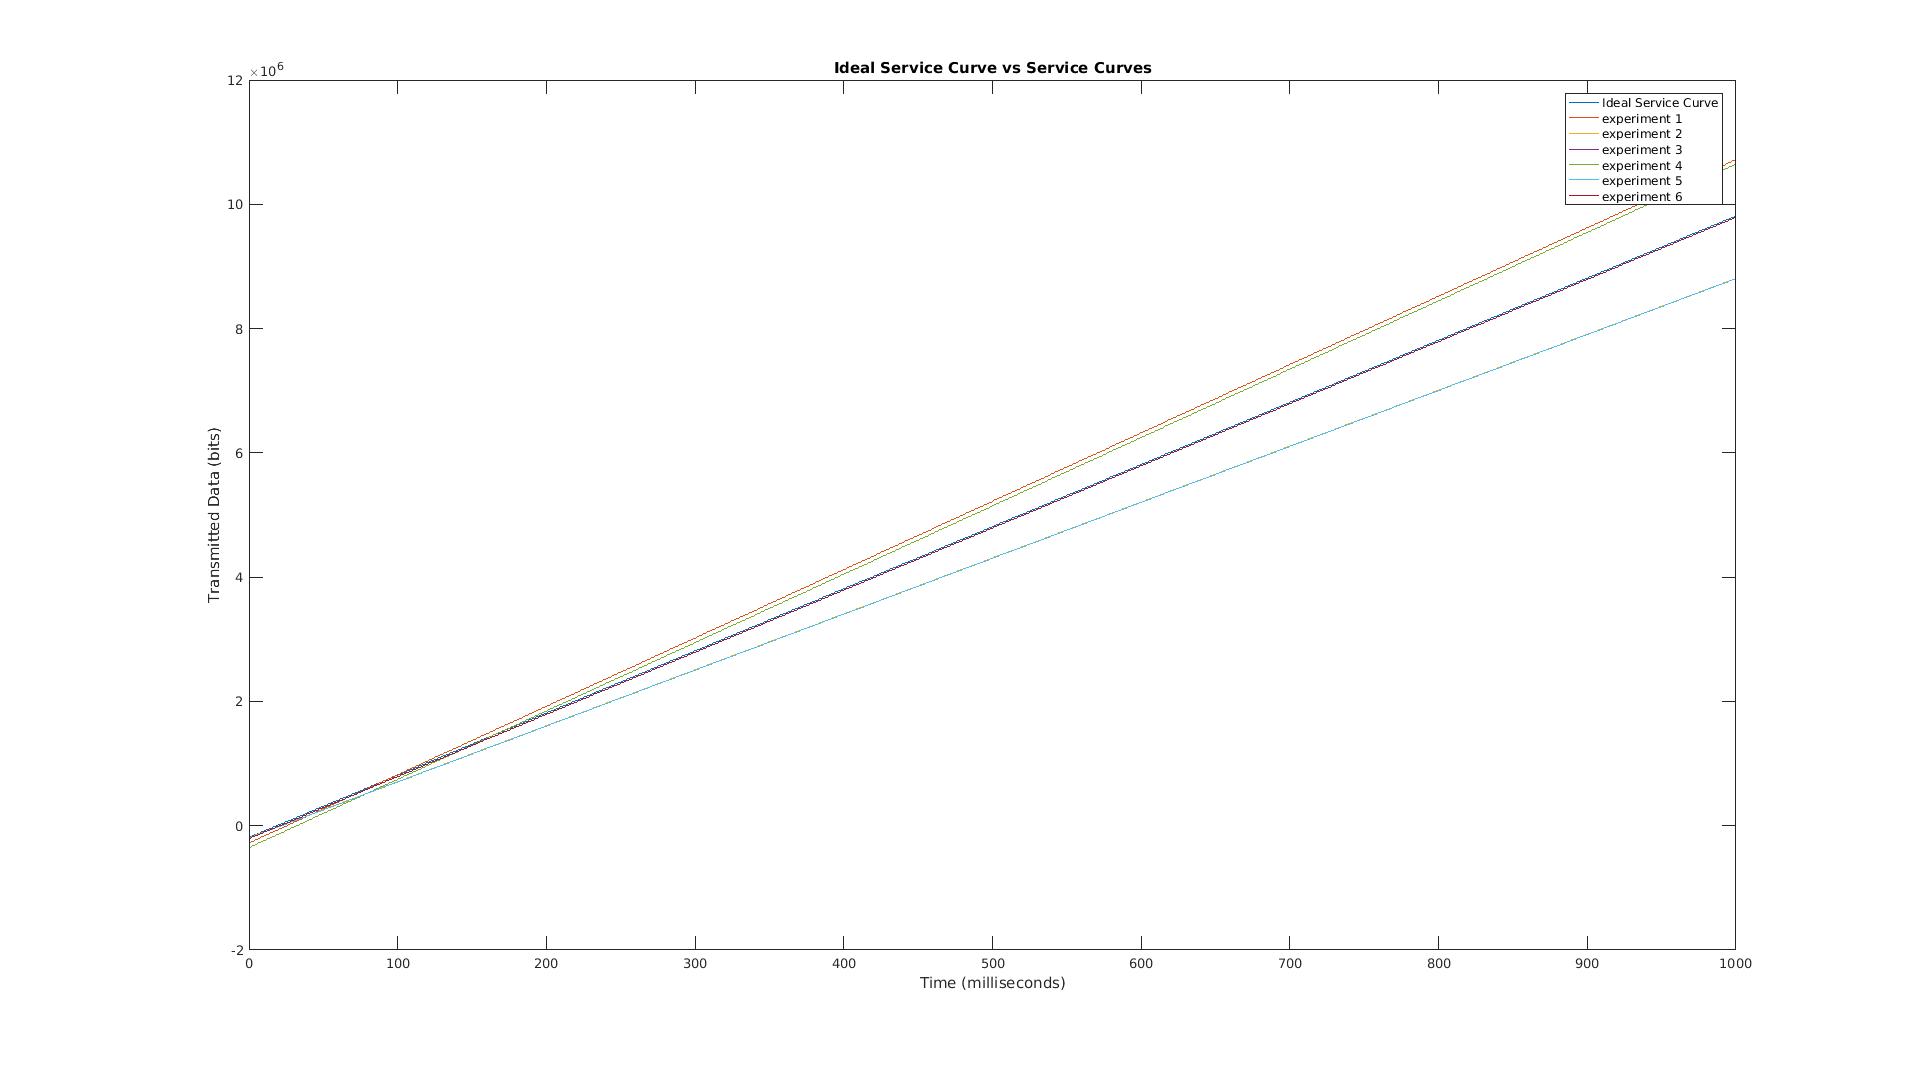 Ideal Service Curve vs Service Curves
×10^6
12
10
8
6
4
2
0
-2
Transmitted Data (bits)
Ideal Service Curve
experiment 1
experiment 2
experiment 3
experiment 4
experiment 5
experiment 6
0 100 200 300 400 500 600 700 800 900 1000
Time (milliseconds)